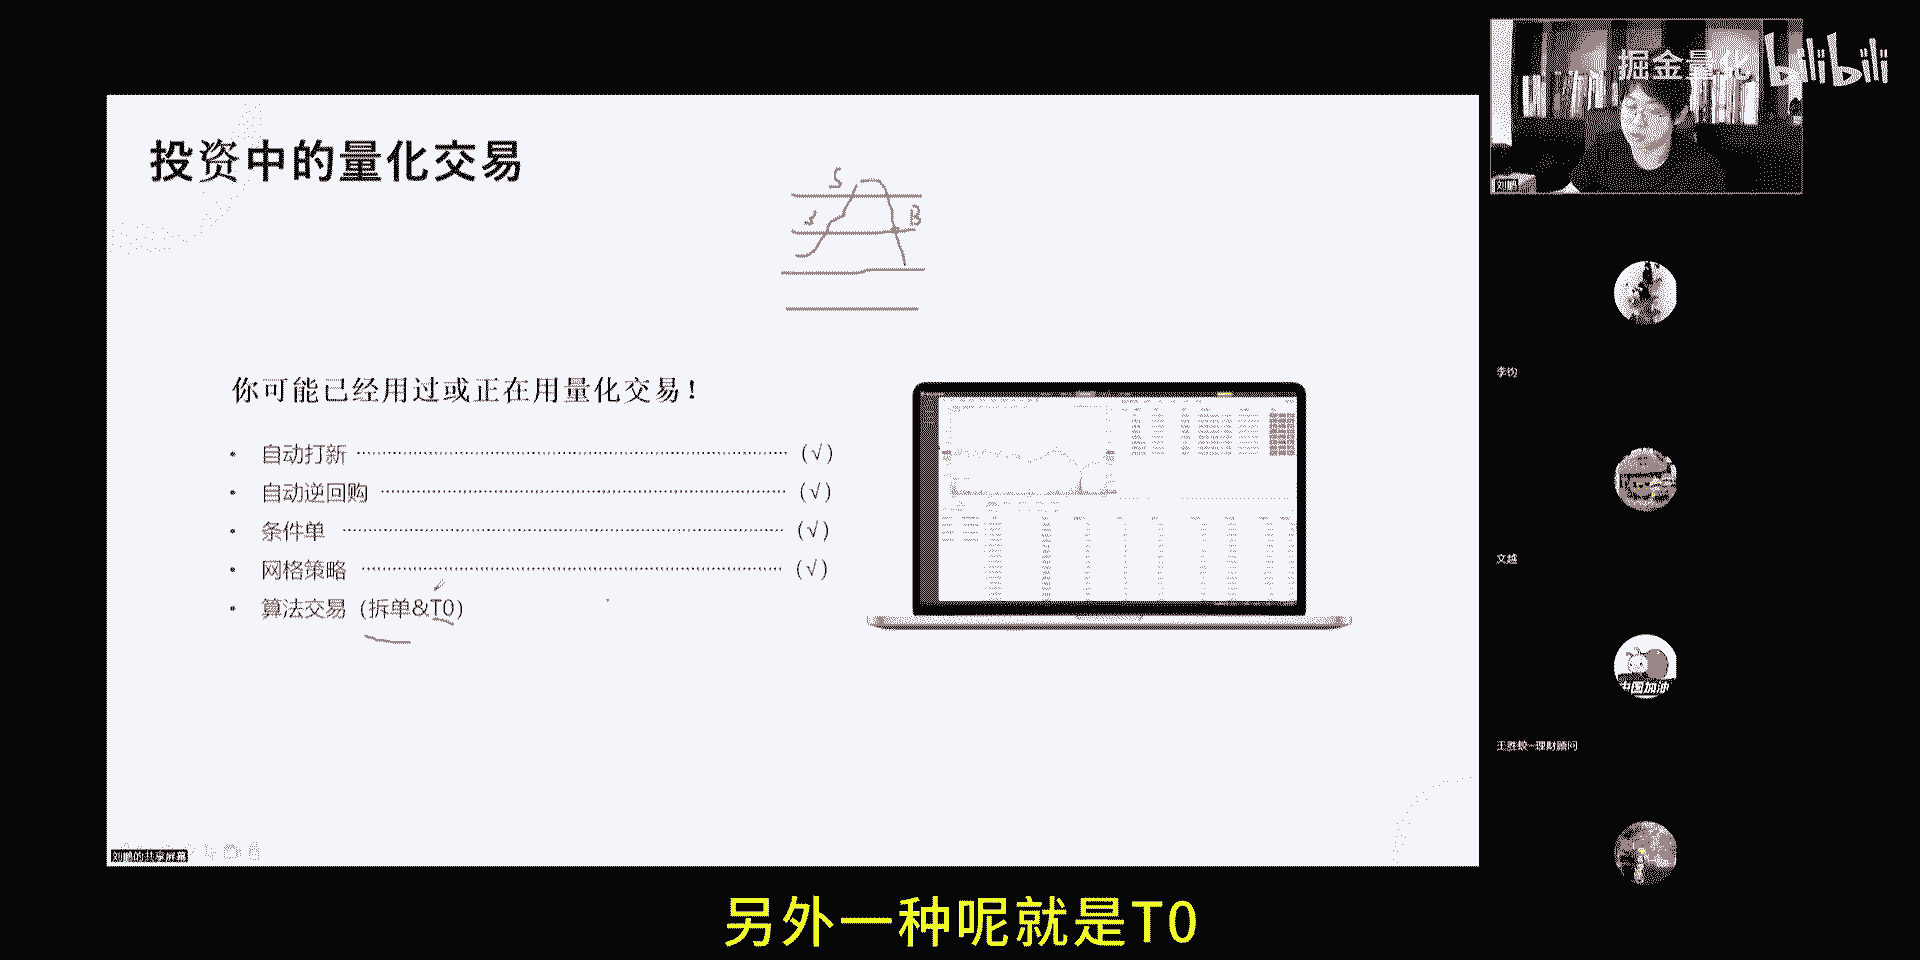 掘金量化 bilibili
投资中的量化交易
S
B
你可能已经用过或正在用量化交易！
• 自动打新 (√)
• 自动逆回购 (√)
• 条件单 (√)
• 网格策略 (√)
• 算法交易（拆单&T0）
刘鹏
李钧
文越
中国加油
理财顾问
刘鹏的共享屏幕
另外一种呢就是T0